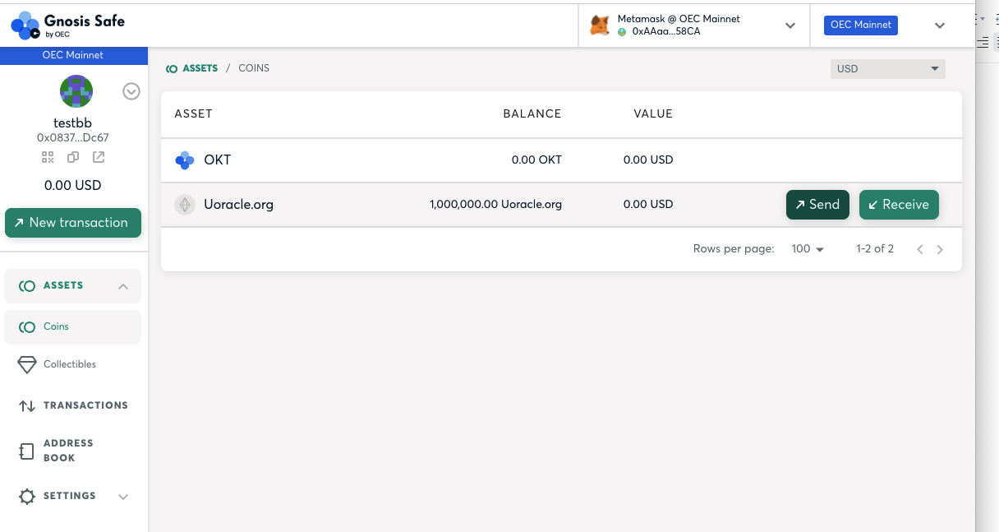 Gnosis Safe
by OEC
Metamask @ OEC Mainnet
0xAAaa...58CA
OEC Mainnet
OEC Mainnet
testbb
0x0837...Dc67
0.00 USD
New transaction
ASSETS
Coins
Collectibles
TRANSACTIONS
ADDRESS
BOOK
SETTINGS
ASSETS / COINS
USD
ASSET BALANCE VALUE
OKT 0.00 OKT 0.00 USD
Uoracle.org 1,000,000.00 Uoracle.org 0.00 USD Send Receive
Rows per page: 100 1-2 of 2